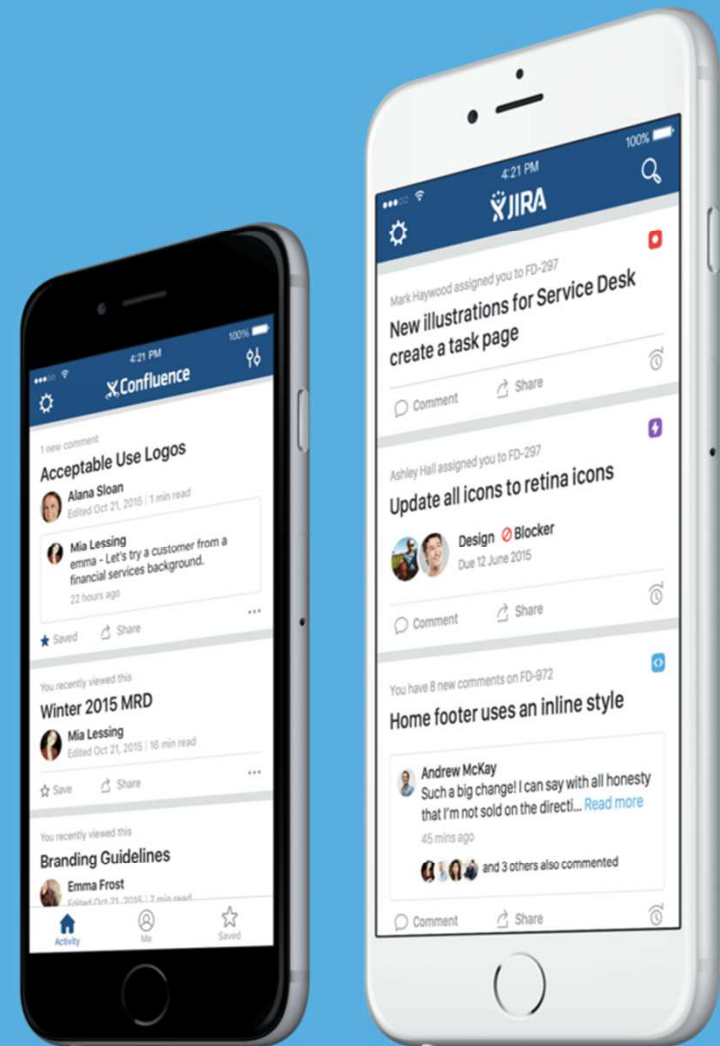 4:21 PM
100%
Confluence
1 new comment
Acceptable Use Logos
Alana Sloan
Edited Oct 21, 2015 | 1 min read
Mia Lessing
emma - Let's try a customer from a
financial services background.
22 hours ago
Saved
Share
You recently viewed this
Winter 2015 MRD
Mia Lessing
Edited Oct 21, 2015 | 16 min read
Save
Share
You recently viewed this
Branding Guidelines
Emma Frost
Edited Oct 21, 2015 | 7 min read
Activity
Me
Saved
4:21 PM
100%
JIRA
Mark Haywood assigned you to FD-297
New illustrations for Service Desk
create a task page
Comment
Share
Ashley Hall assigned you to FD-297
Update all icons to retina icons
Design Blocker
Due 12 June 2015
Comment
Share
You have 8 new comments on FD-972
Home footer uses an inline style
Andrew McKay
Such a big change! I can say with all honesty
that I'm not sold on the directi... Read more
45 mins ago
and 3 others also commented
Comment
Share